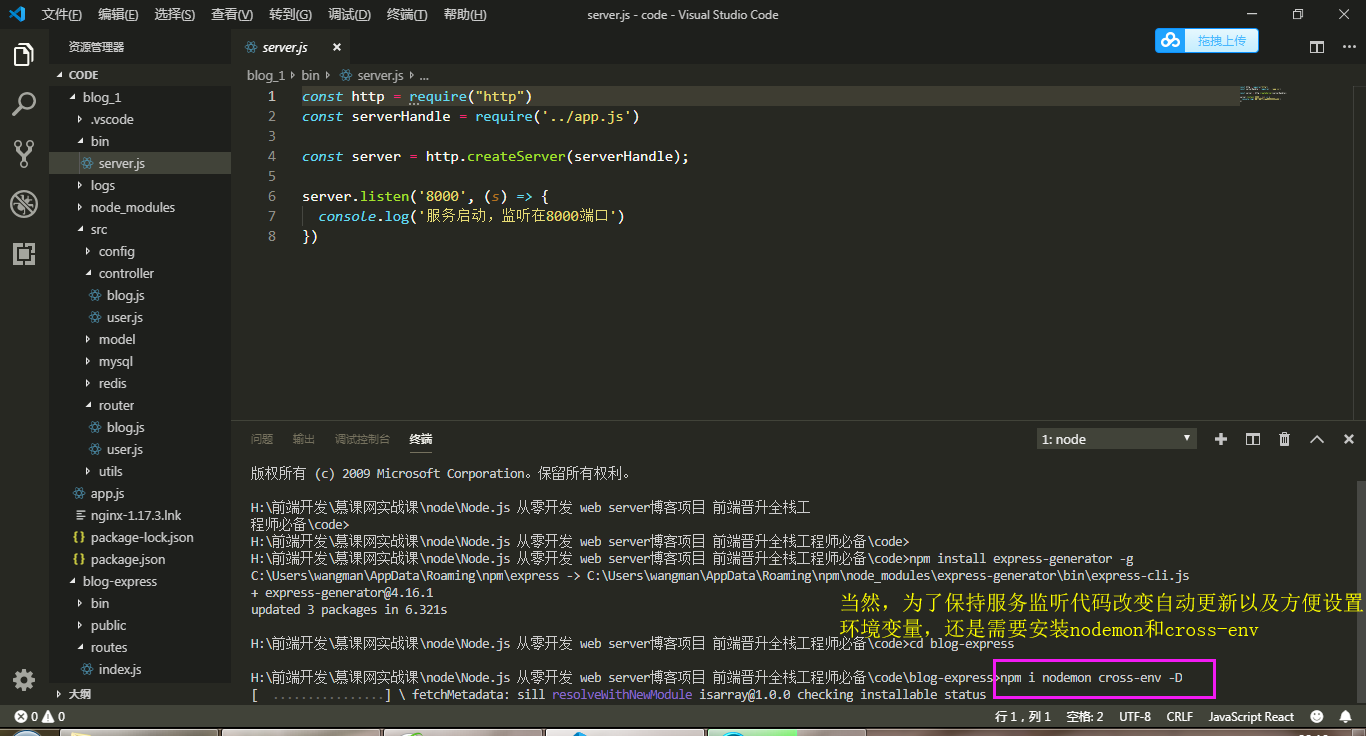 文件(F) 编辑(E) 选择(S) 查看(V) 转到(G) 调试(D) 终端(T) 帮助(H) server.js - code - Visual Studio Code
资源管理器
server.js
拖拽上传
CODE
blog_1
.vscode
bin
server.js
logs
node_modules
src
config
controller
blog.js
user.js
model
mysql
redis
router
blog.js
user.js
utils
app.js
nginx-1.17.3.lnk
package-lock.json
package.json
blog-express
bin
public
routes
index.js
大纲
blog_1 bin server.js ...
1 const http = require("http")
2 const serverHandle = require('../app.js')
3
4 const server = http.createServer(serverHandle);
5
6 server.listen('8000', (s) => {
7 console.log('服务启动，监听在8000端口')
8 })
问题 输出 调试控制台 终端 1: node
版权所有 (c) 2009 Microsoft Corporation。保留所有权利。
H:\前端开发\慕课网实战课\node\Node.js 从零开发 web server博客项目 前端晋升全栈工
程师必备\code>
H:\前端开发\慕课网实战课\node\Node.js 从零开发 web server博客项目 前端晋升全栈工程师必备\code>
H:\前端开发\慕课网实战课\node\Node.js 从零开发 web server博客项目 前端晋升全栈工程师必备\code>npm install express-generator -g
C:\Users\wangman\AppData\Roaming\npm\express -> C:\Users\wangman\AppData\Roaming\npm\node_modules\express-generator\bin\express-cli.js
+ express-generator@4.16.1
updated 3 packages in 6.321s
当然，为了保持服务监听代码改变自动更新以及方便设置
环境变量，还是需要安装nodemon和cross-env
H:\前端开发\慕课网实战课\node\Node.js 从零开发 web server博客项目 前端晋升全栈工程师必备\code>cd blog-express
H:\前端开发\慕课网实战课\node\Node.js 从零开发 web server博客项目 前端晋升全栈工程师必备\code\blog-express>npm i nodemon cross-env -D
[ ................] \ fetchMetadata: sill resolveWithNewModule isarray@1.0.0 checking installable status
0 0 行 1，列 1 空格: 2 UTF-8 CRLF JavaScript React